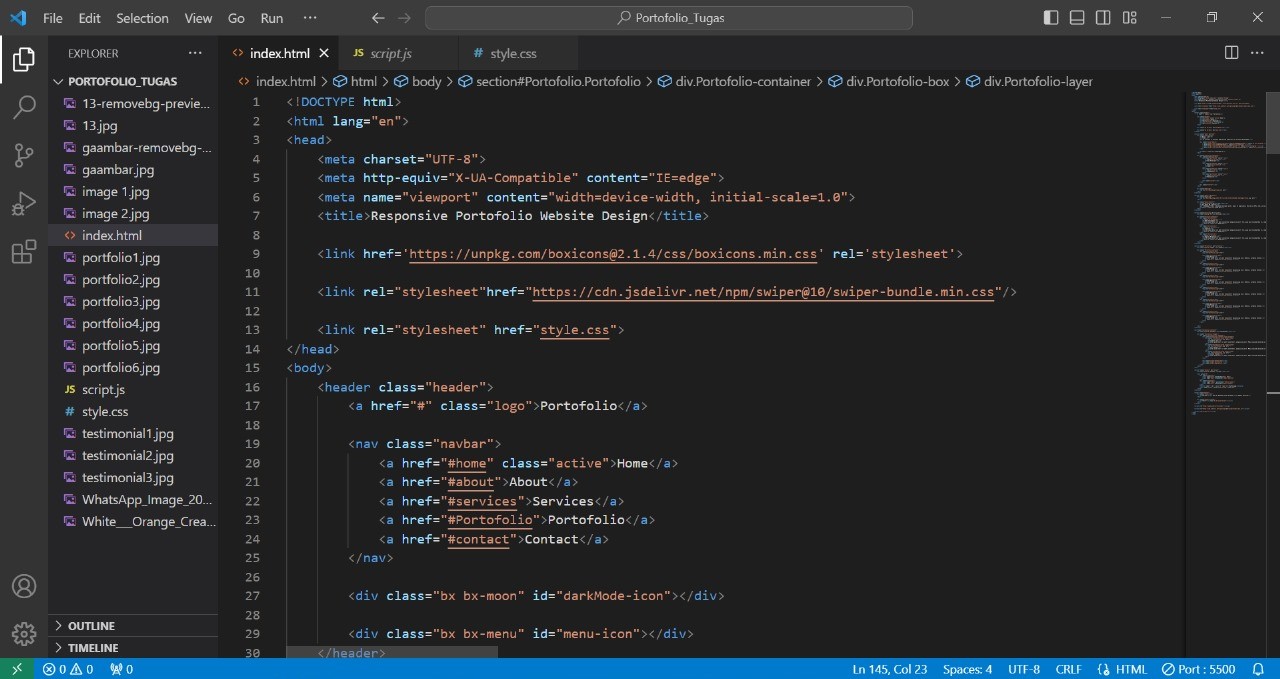 File Edit Selection View Go Run ··· Portofolio_Tugas
EXPLORER ···
PORTOFOLIO_TUGAS
13-removebg-previe...
13.jpg
gaambar-removebg-...
gaambar.jpg
image 1.jpg
image 2.jpg
index.html
portfolio1.jpg
portfolio2.jpg
portfolio3.jpg
portfolio4.jpg
portfolio5.jpg
portfolio6.jpg
JS script.js
# style.css
testimonial1.jpg
testimonial2.jpg
testimonial3.jpg
WhatsApp_Image_20...
White___Orange_Crea...
OUTLINE
TIMELINE
index.html JS script.js # style.css
index.html > html > body > section#Portofolio.Portofolio > div.Portofolio-container > div.Portofolio-box > div.Portofolio-layer
1 <!DOCTYPE html>
2 <html lang="en">
3 <head>
4 <meta charset="UTF-8">
5 <meta http-equiv="X-UA-Compatible" content="IE=edge">
6 <meta name="viewport" content="width=device-width, initial-scale=1.0">
7 <title>Responsive Portofolio Website Design</title>
8
9 <link href='https://unpkg.com/boxicons@2.1.4/css/boxicons.min.css' rel='stylesheet'>
10
11 <link rel="stylesheet"href="https://cdn.jsdelivr.net/npm/swiper@10/swiper-bundle.min.css"/>
12
13 <link rel="stylesheet" href="style.css">
14 </head>
15 <body>
16 <header class="header">
17 <a href="#" class="logo">Portofolio</a>
18
19 <nav class="navbar">
20 <a href="#home" class="active">Home</a>
21 <a href="#about">About</a>
22 <a href="#services">Services</a>
23 <a href="#Portofolio">Portofolio</a>
24 <a href="#contact">Contact</a>
25 </nav>
26
27 <div class="bx bx-moon" id="darkMode-icon"></div>
28
29 <div class="bx bx-menu" id="menu-icon"></div>
30 </header>
0 0 0 Ln 145, Col 23 Spaces: 4 UTF-8 CRLF HTML Port : 5500